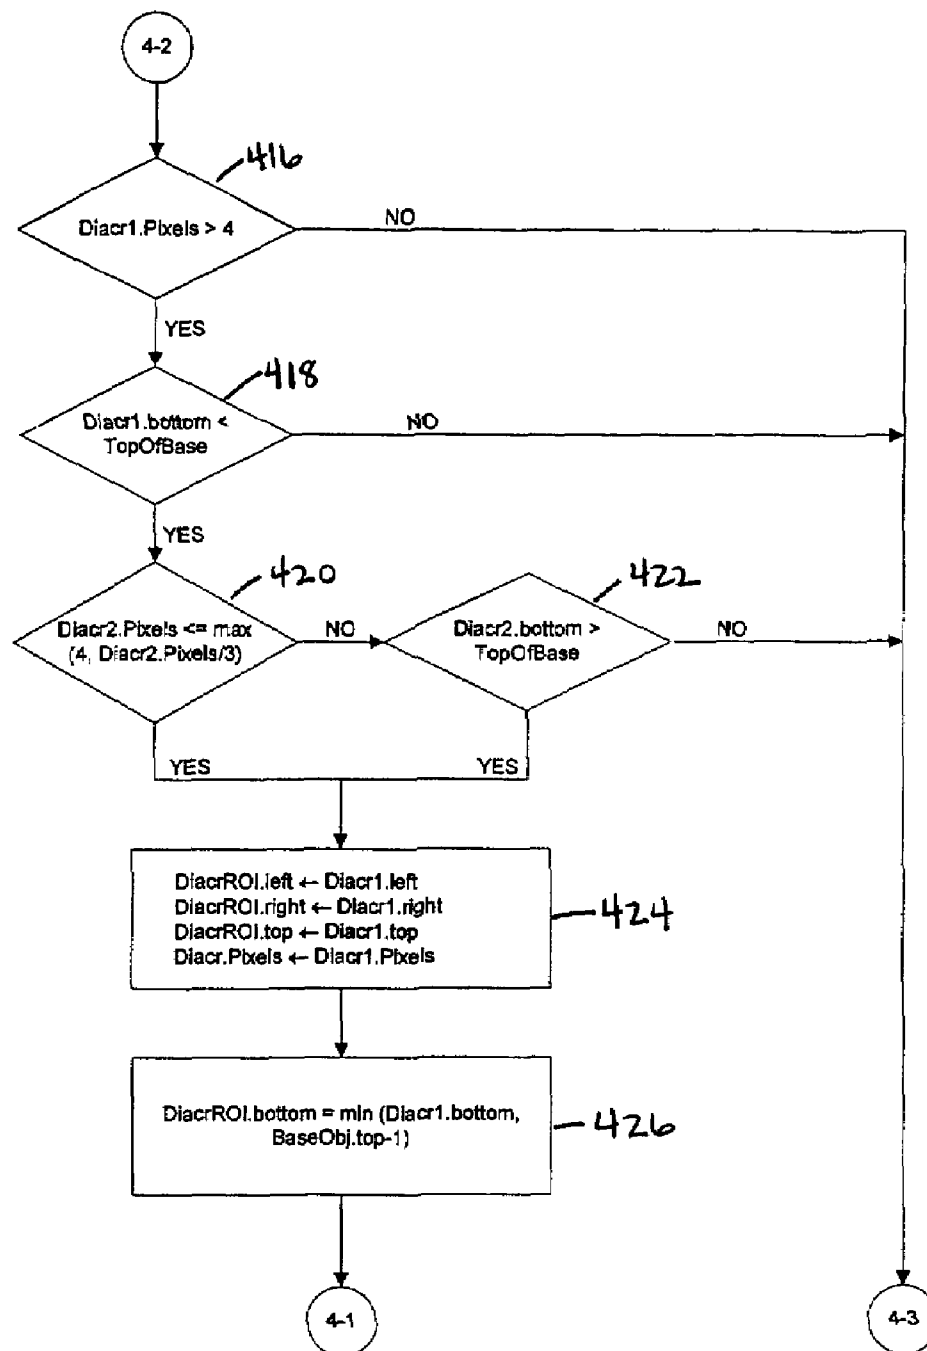 4-2
416
Diacr1.Pixels > 4
NO
YES
418
Diacr1.bottom <
TopOfBase
NO
YES
420
422
Diacr2.Pixels <= max
(4, Diacr2.Pixels/3)
NO
Diacr2.bottom >
TopOfBase
NO
YES
YES
DiacrROI.left ← Diacr1.left
DiacrROI.right ← Diacr1.right
DiacrROI.top ← Diacr1.top
Diacr.Pixels ← Diacr1.Pixels
424
DiacrROI.bottom = min (Diacr1.bottom,
BaseObj.top-1)
426
4-1
4-3